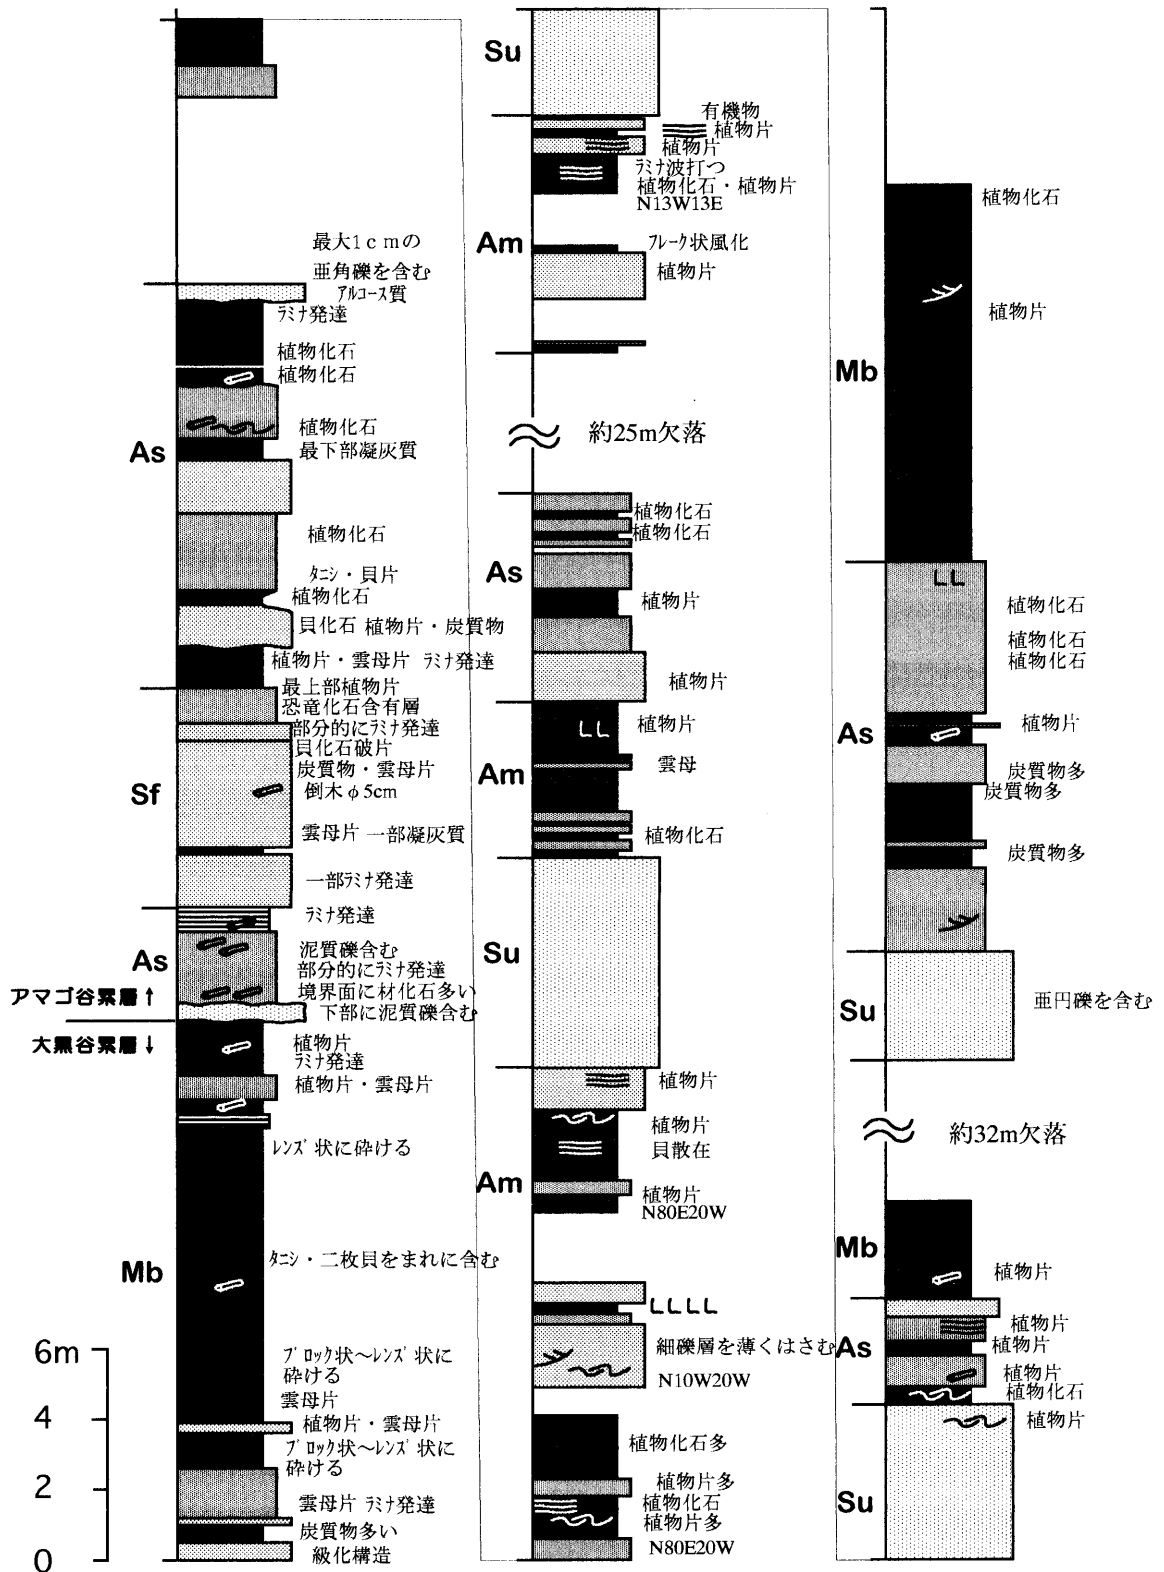 最大1cmの
亜角礫を含む
アルコース質
ラミナ発達
植物化石
植物化石
植物化石
As
最下部凝灰質
植物化石
タニシ・貝片
植物化石
貝化石 植物片・炭質物
植物片・雲母片 ラミナ発達
最上部植物片
恐竜化石含有層
部分的にラミナ発達
貝化石破片
炭質物・雲母片
Sf
倒木φ5cm
雲母片 一部凝灰質
一部ラミナ発達
ラミナ発達
As
泥質礫含む
部分的にラミナ発達
境界面に材化石多い
アマゴ谷累層↑
下部に泥質礫含む
大黒谷累層↓
植物片
ラミナ発達
植物片・雲母片
レンズ状に砕ける
タニシ・二枚貝をまれに含む
Mb
ブロック状～レンズ状に
砕ける
雲母片
植物片・雲母片
ブロック状～レンズ状に
砕ける
雲母片 ラミナ発達
炭質物多い
級化構造
6m
4
2
0
Su
有機物
植物片
植物片
ラミナ波打つ
植物化石・植物片
N13W13E
Am
フレーク状風化
植物片
約25m欠落
植物化石
植物化石
As
植物片
植物片
植物片
LL
雲母
Am
植物化石
Su
植物片
植物片
貝散在
Am
植物片
N80E20W
LLLL
細礫層を薄くはさむ
N10W20W
植物化石多
植物片多
植物化石
植物片多
N80E20W
植物化石
植物片
Mb
LL
植物化石
植物化石
植物化石
植物片
As
炭質物多
炭質物多
炭質物多
亜円礫を含む
Su
約32m欠落
Mb
植物片
植物片
As
植物片
植物片
植物化石
植物片
Su